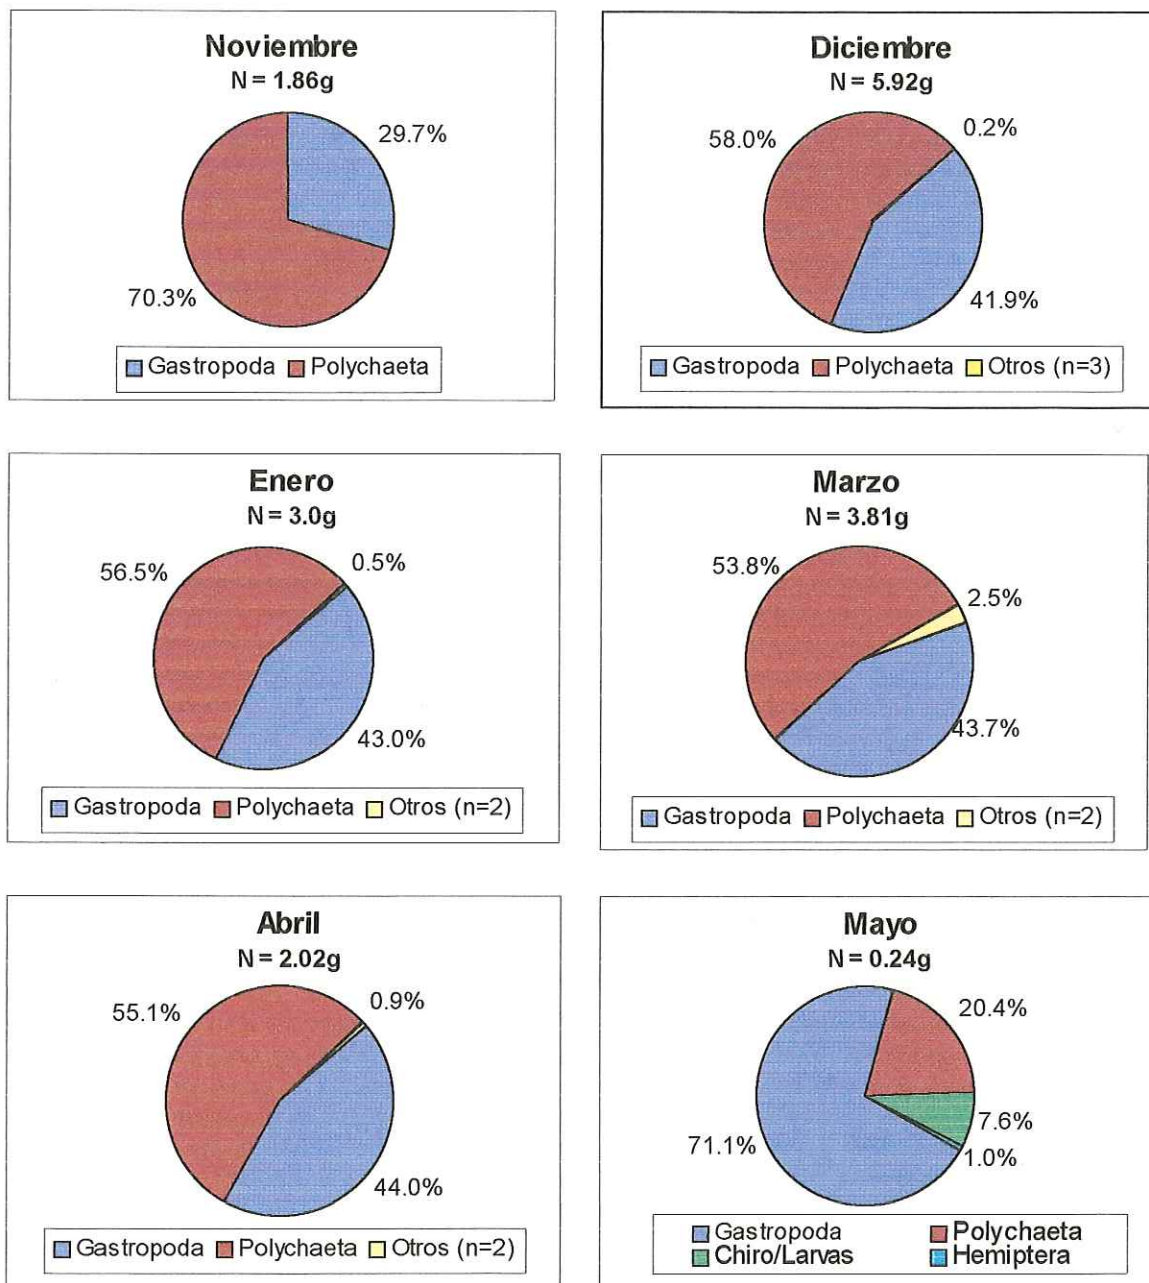 Noviembre
N = 1.86g
29.7%
70.3%
Gastropoda Polychaeta
Diciembre
N = 5.92g
58.0%
0.2%
41.9%
Gastropoda Polychaeta Otros (n=3)
Enero
N = 3.0g
56.5%
0.5%
43.0%
Gastropoda Polychaeta Otros (n=2)
Marzo
N = 3.81g
53.8%
2.5%
43.7%
Gastropoda Polychaeta Otros (n=2)
Abril
N = 2.02g
55.1%
0.9%
44.0%
Gastropoda Polychaeta Otros (n=2)
Mayo
N = 0.24g
20.4%
7.6%
71.1%
1.0%
Gastropoda Polychaeta
Chiro/Larvas Hemiptera